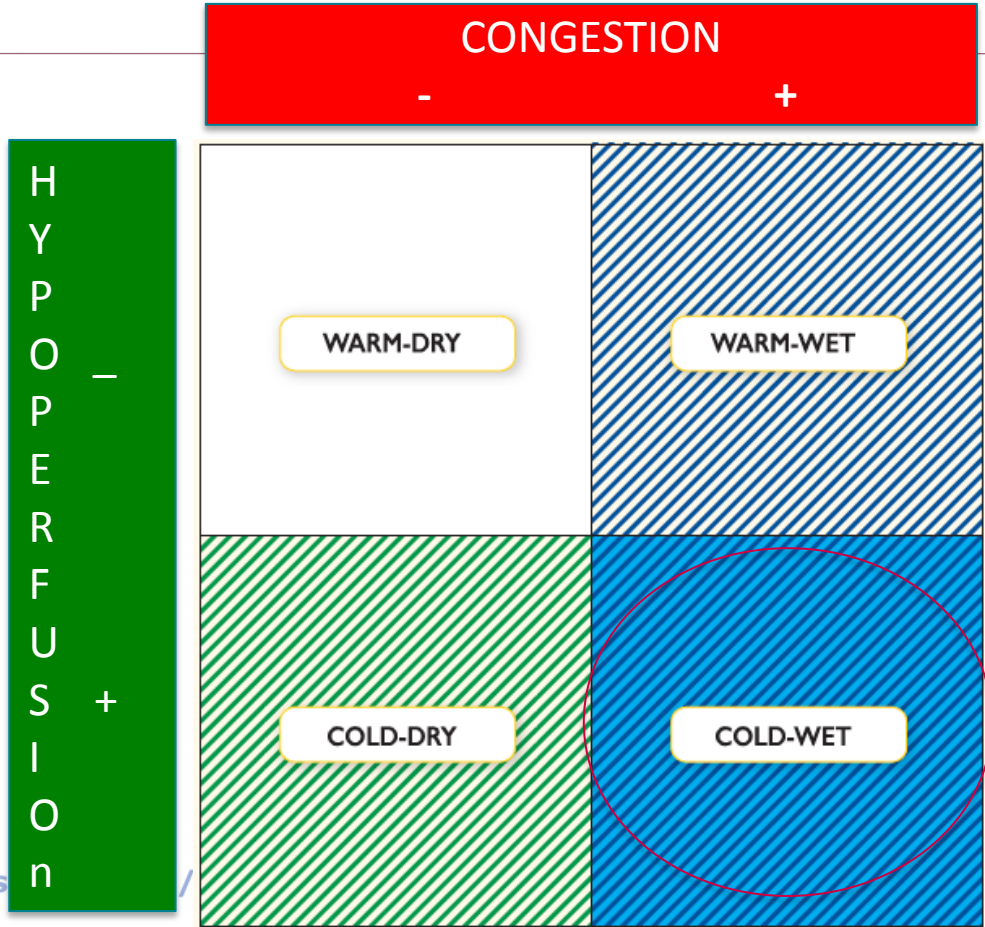 CONGESTION
- +
H
Y
P
O _
P
E
R
F
U
S +
I
O
n
WARM-DRY
WARM-WET
COLD-DRY
COLD-WET
s
/